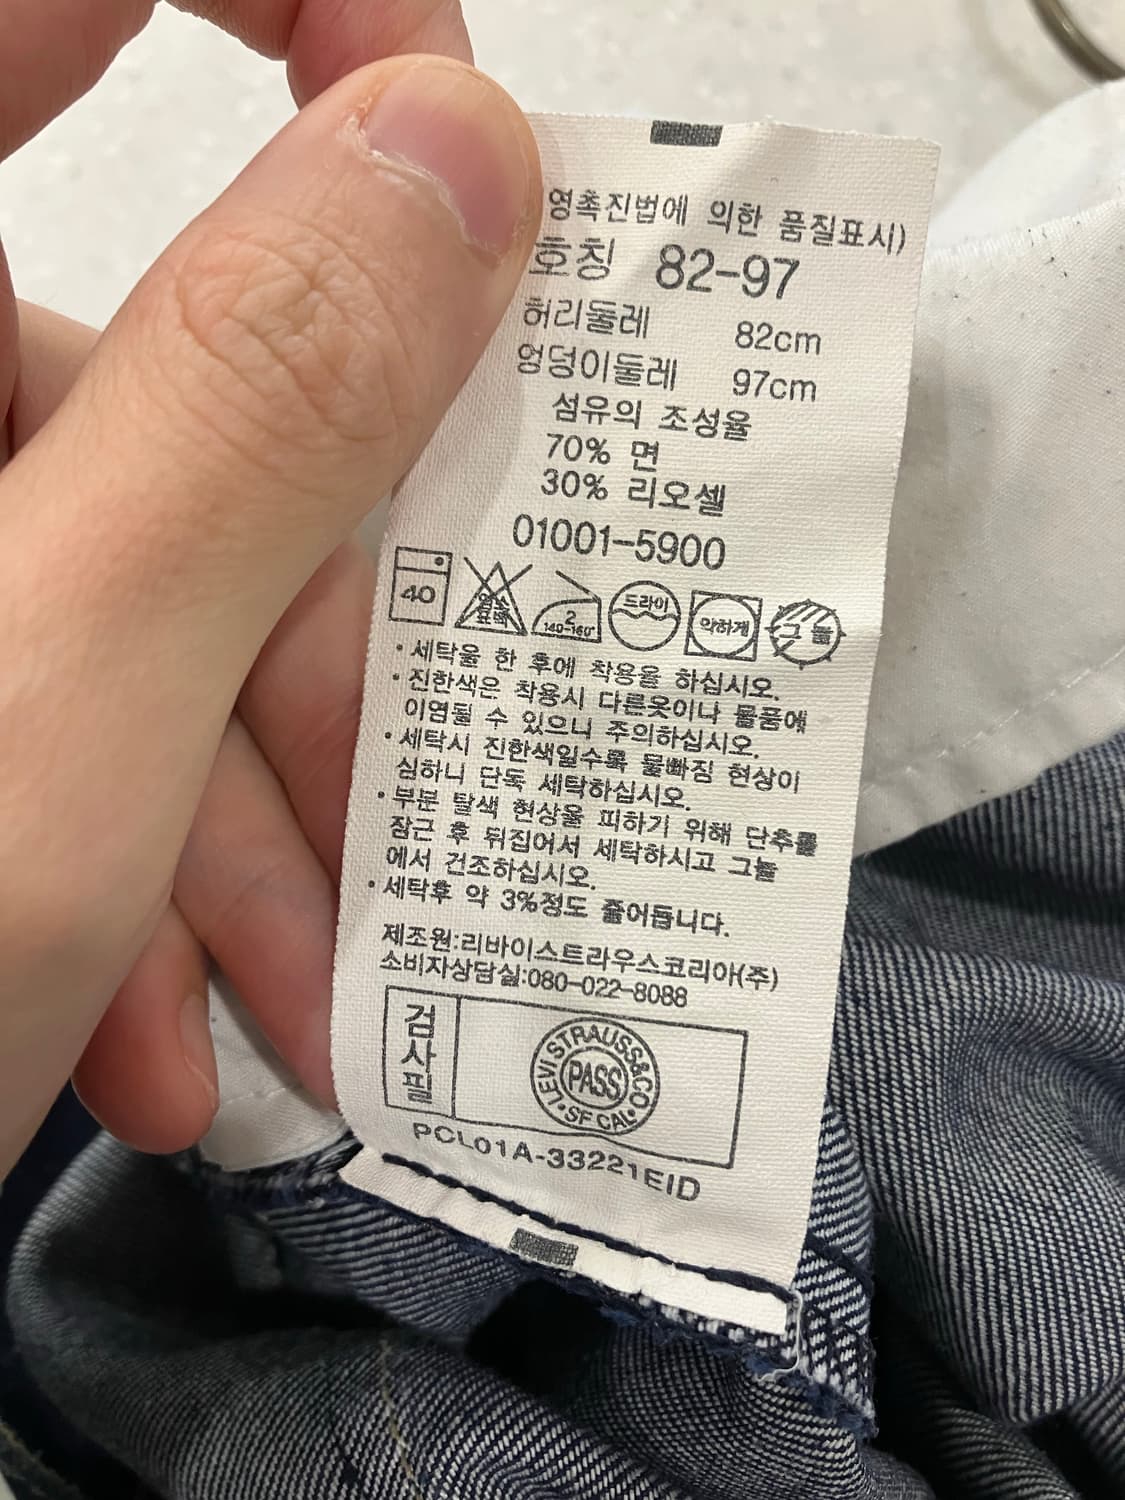 영촉진법에 의한 품질표시)
호칭 82-97
허리둘레 82cm
엉덩이둘레 97cm
섬유의 조성율
70% 면
30% 리오셀
01001-5900
40 염소표백 2 140-160° 드라이 약하게 그늘
·세탁을 한 후에 착용을 하십시오.
·진한색은 착용시 다른옷이나 물품에
이염될 수 있으니 주의하십시오.
·세탁시 진한색일수록 물빠짐 현상이
심하니 단독 세탁하십시오.
·부분 탈색 현상을 피하기 위해 단추를
잠근 후 뒤집어서 세탁하시고 그늘
에서 건조하십시오.
·세탁후 약 3%정도 줄어듭니다.
제조원:리바이스트라우스코리아(주)
소비자상담실:080-022-8088
검사필
LEVI STRAUSS&CO
PASS
•SF CAL•
PCL01A-33221EID